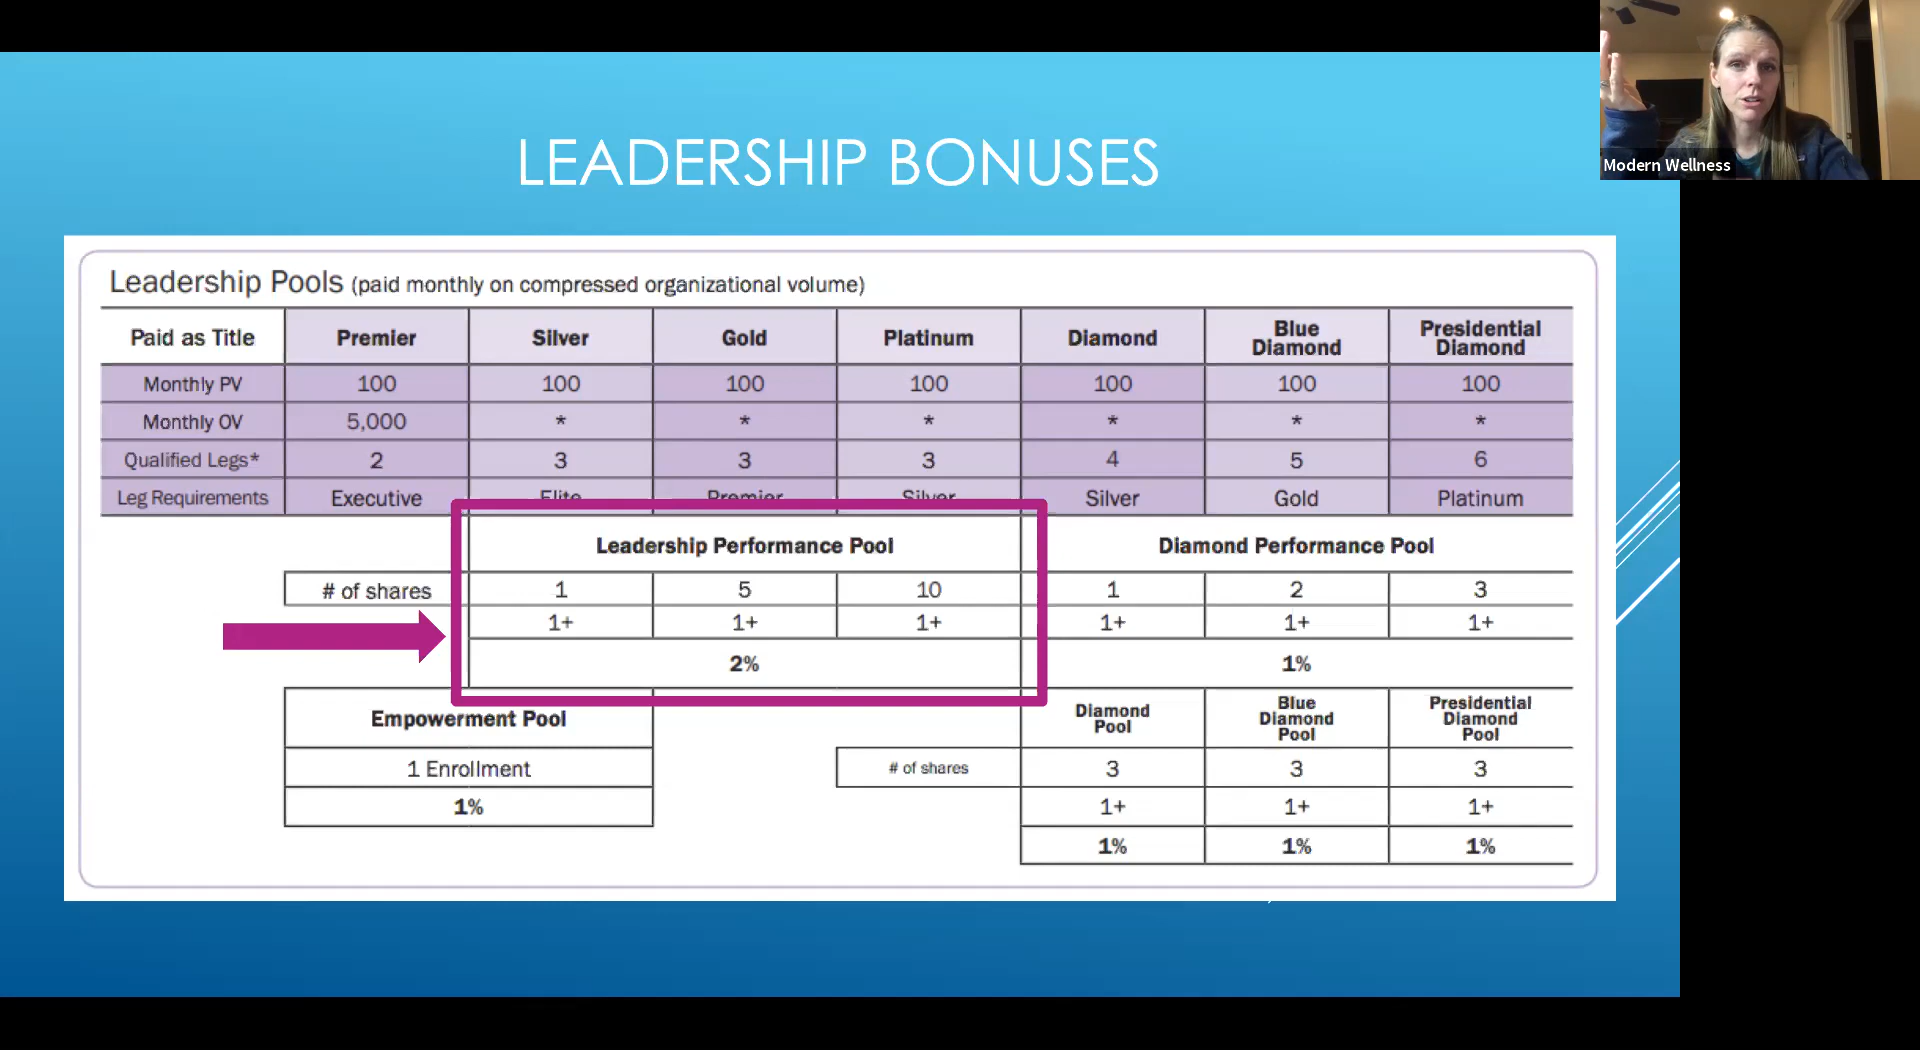 LEADERSHIP BONUSES
Modern Wellness
Leadership Pools (paid monthly on compressed organizational volume)
Paid as Title Premier Silver Gold Platinum Diamond Blue Diamond Presidential Diamond
Monthly PV 100 100 100 100 100 100 100
Monthly OV 5,000 * * * * * *
Qualified Legs* 2 3 3 3 4 5 6
Leg Requirements Executive Elite Premier Silver Silver Gold Platinum
Leadership Performance Pool Diamond Performance Pool
# of shares 1 5 10 1 2 3
1+ 1+ 1+ 1+ 1+ 1+
2% 1%
Empowerment Pool Diamond Pool Blue Diamond Pool Presidential Diamond Pool
1 Enrollment # of shares 3 3 3
1% 1+ 1+ 1+
1% 1% 1%